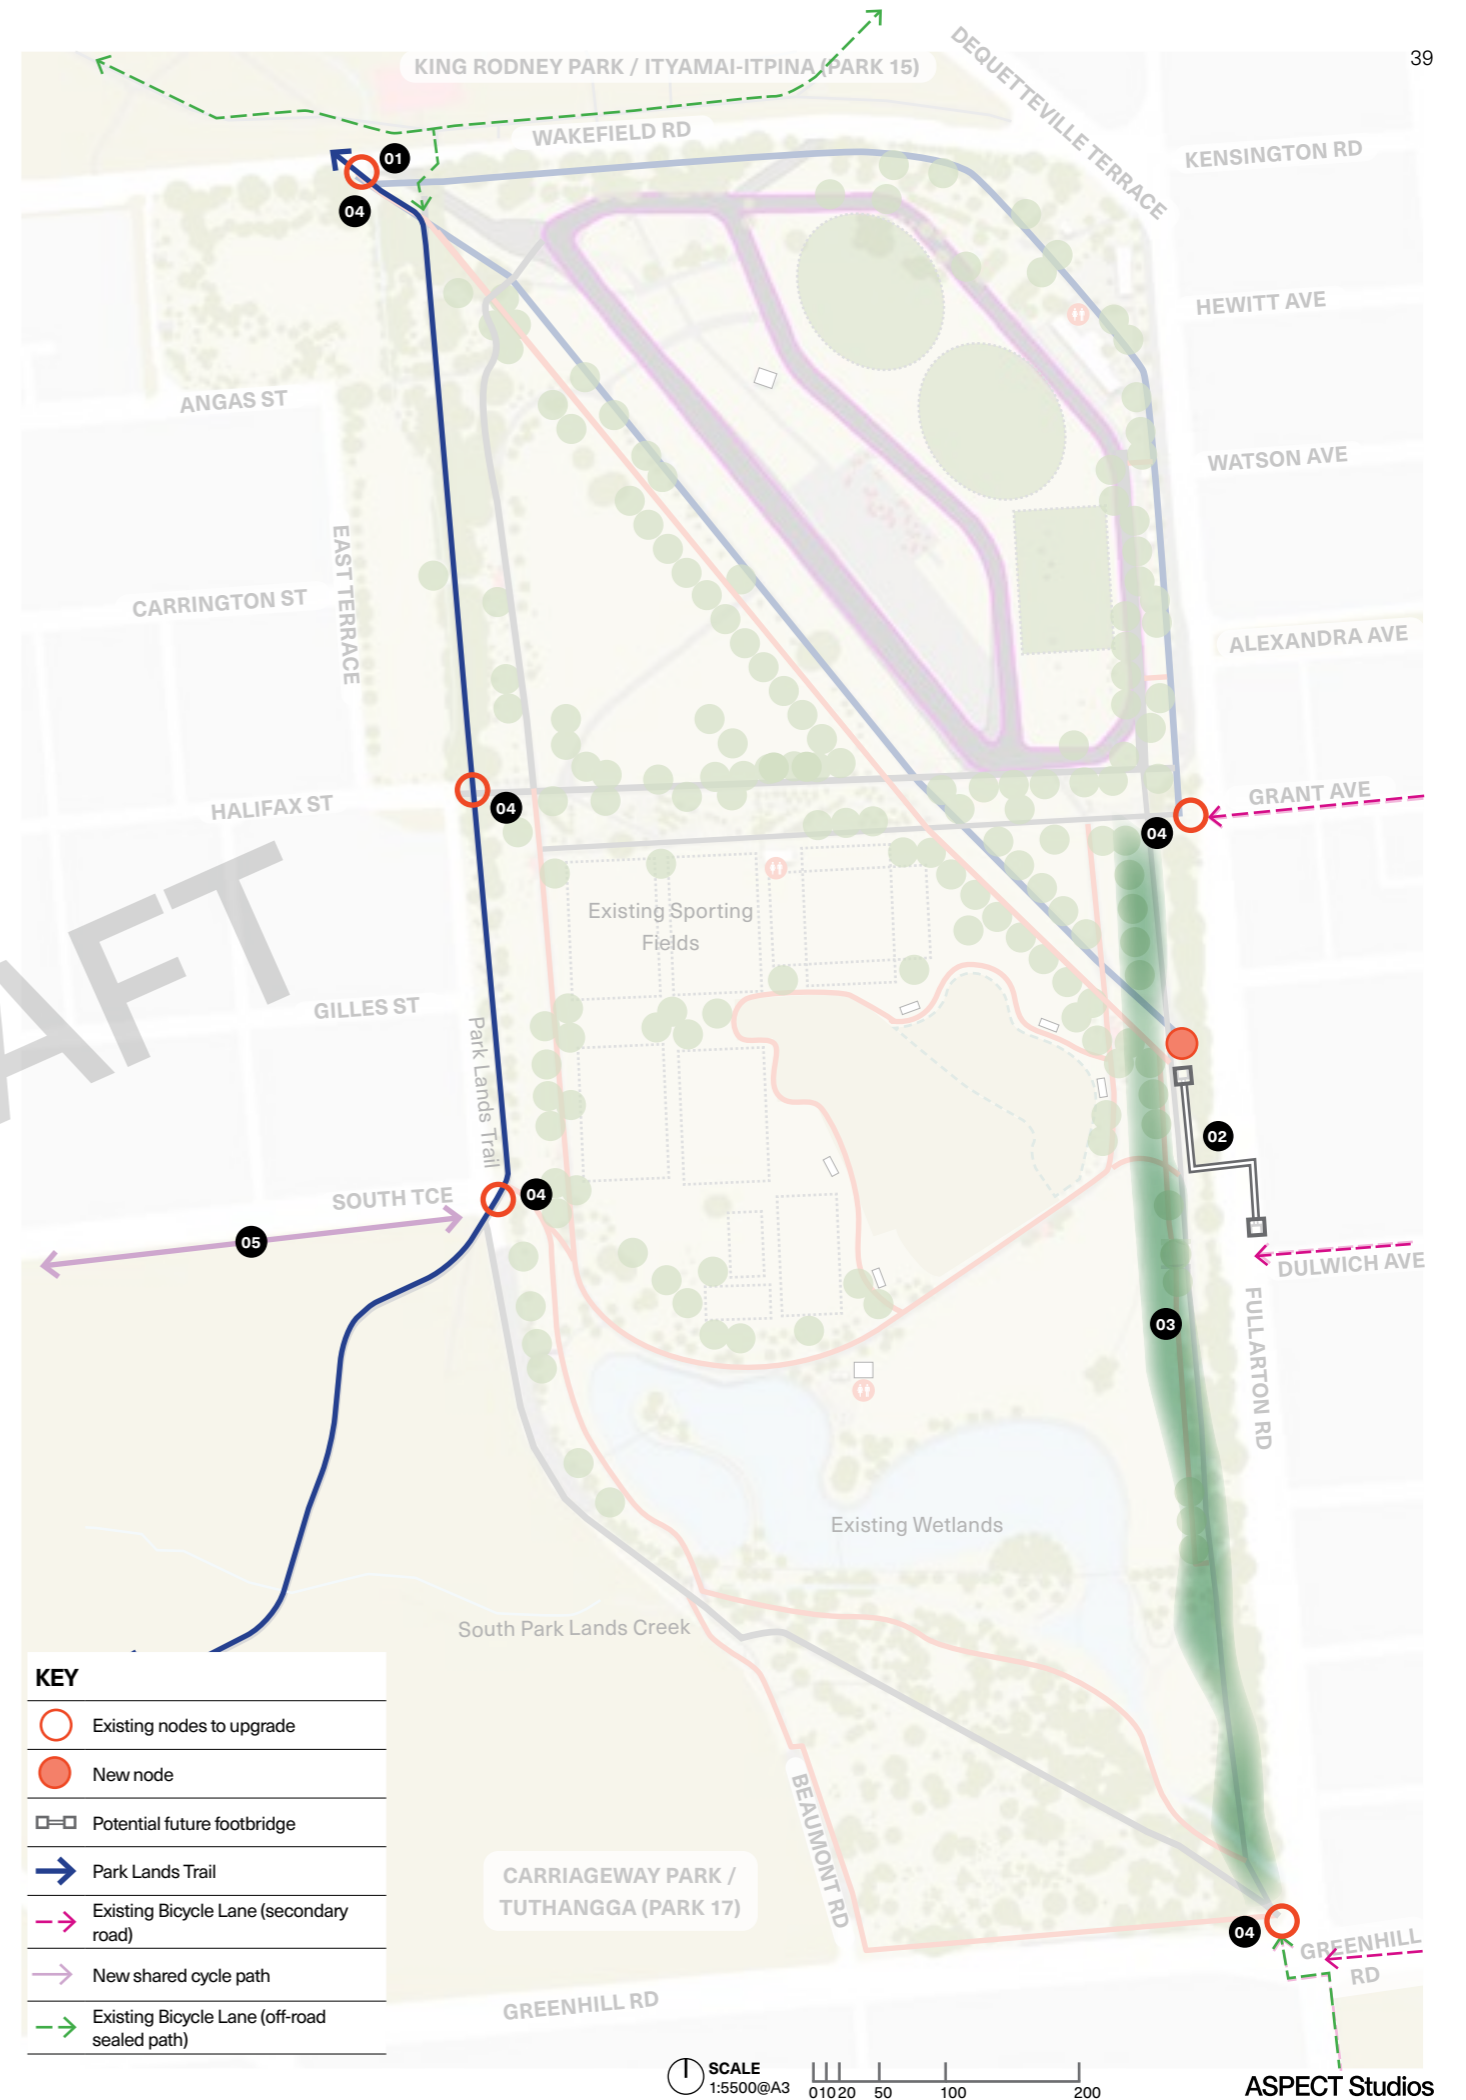 39
KING RODNEY PARK / ITYAMAI-ITPINA (PARK 15)
DEQUETTEVILLE TERRACE
WAKEFIELD RD
KENSINGTON RD
01
04
HEWITT AVE
ANGAS ST
WATSON AVE
EAST TERRACE
CARRINGTON ST
ALEXANDRA AVE
HALIFAX ST
04
GRANT AVE
04
AFT
Existing Sporting
Fields
GILLES ST
Park Lands Trail
02
SOUTH TCE
04
05
DULWICH AVE
03
FULLARTON RD
Existing Wetlands
South Park Lands Creek
BEAUMONT RD
CARRIAGEWAY PARK /
TUTHANGGA (PARK 17)
04
GREENHILL
RD
GREENHILL RD
KEY
Existing nodes to upgrade
New node
Potential future footbridge
Park Lands Trail
Existing Bicycle Lane (secondary
road)
New shared cycle path
Existing Bicycle Lane (off-road
sealed path)
SCALE
1:5500@A3
0 10 20 50 100 200
ASPECT Studios